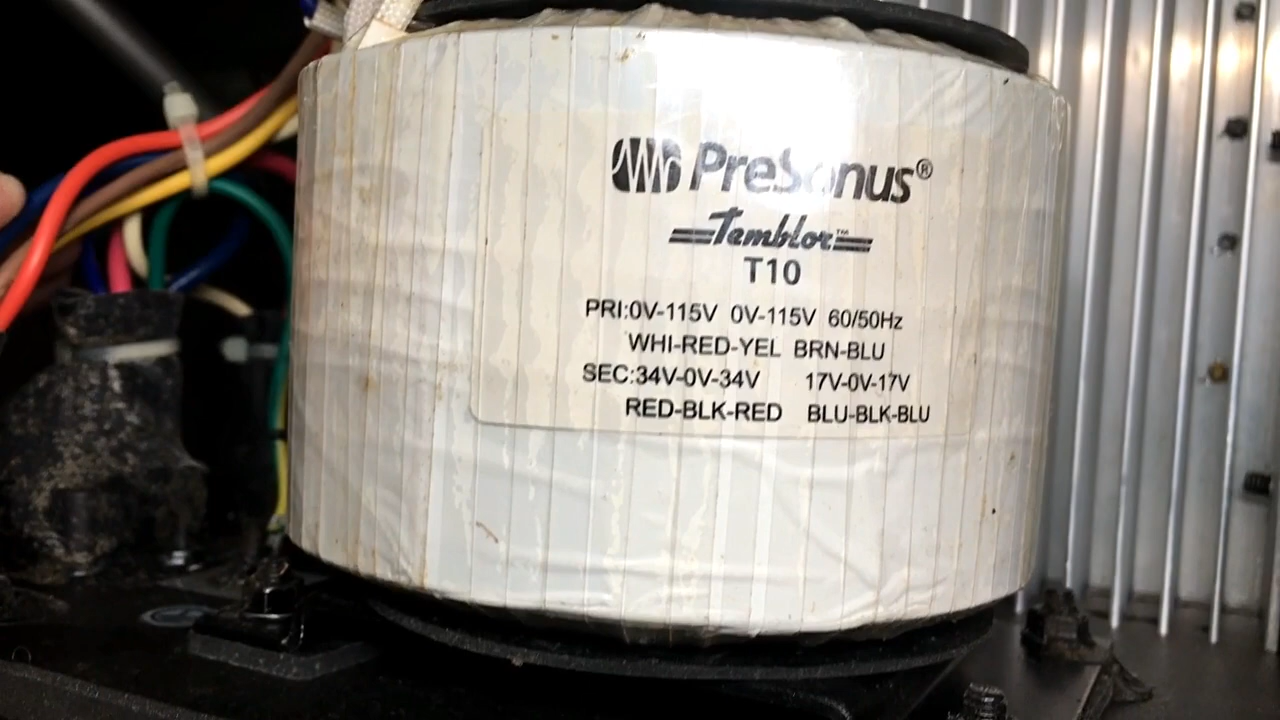 PreSonus®
Temblor™
T10
PRI:0V-115V 0V-115V 60/50Hz
WHI-RED-YEL BRN-BLU
SEC:34V-0V-34V 17V-0V-17V
RED-BLK-RED BLU-BLK-BLU